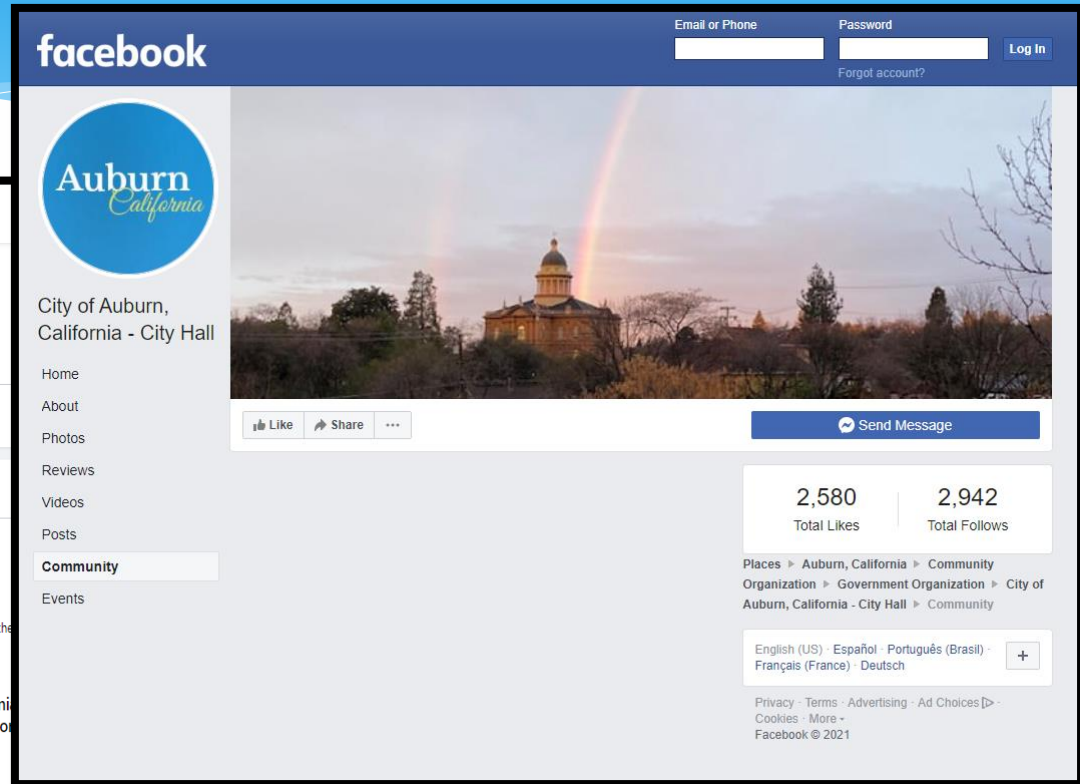 facebook
Email or Phone
Password
Log In
Forgot account?
Auburn
California
City of Auburn,
California - City Hall
Home
About
Photos
Reviews
Videos
Posts
Community
Events
Like
Share
...
Send Message
2,580
Total Likes
2,942
Total Follows
Places ▶ Auburn, California ▶ Community
Organization ▶ Government Organization ▶ City of
Auburn, California - City Hall ▶ Community
English (US) · Español · Português (Brasil) ·
Français (France) · Deutsch
+
Privacy · Terms · Advertising · Ad Choices ·
Cookies · More
Facebook © 2021